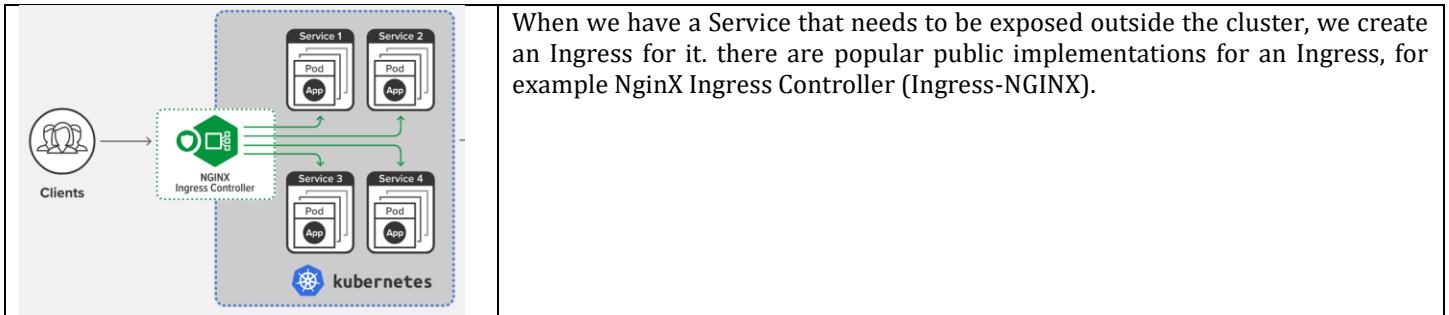 Service 1
Service 2
Pod
App
Pod
App
Clients
NGINX
Ingress Controller
Service 3
Service 4
Pod
App
Pod
App
kubernetes
When we have a Service that needs to be exposed outside the cluster, we create
an Ingress for it. there are popular public implementations for an Ingress, for
example NginX Ingress Controller (Ingress-NGINX).